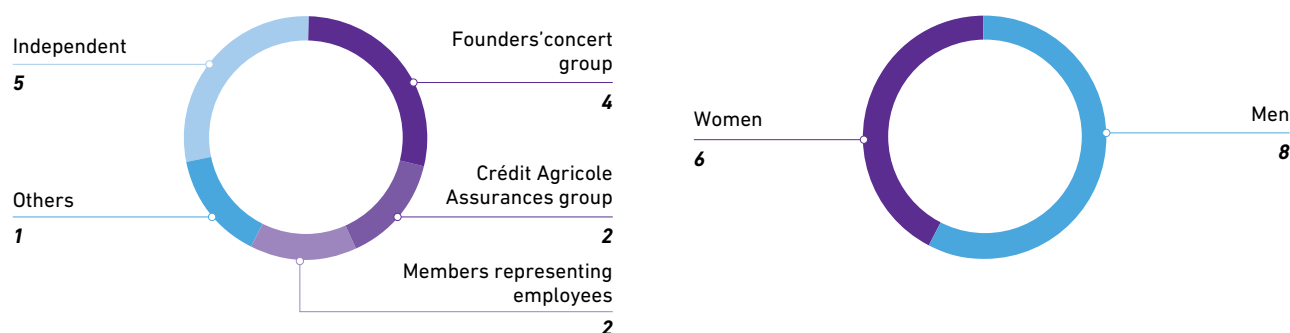 Independent
5
Others
1
Founders'concert
group
4
Crédit Agricole
Assurances group
2
Members representing
employees
2
Women
6
Men
8